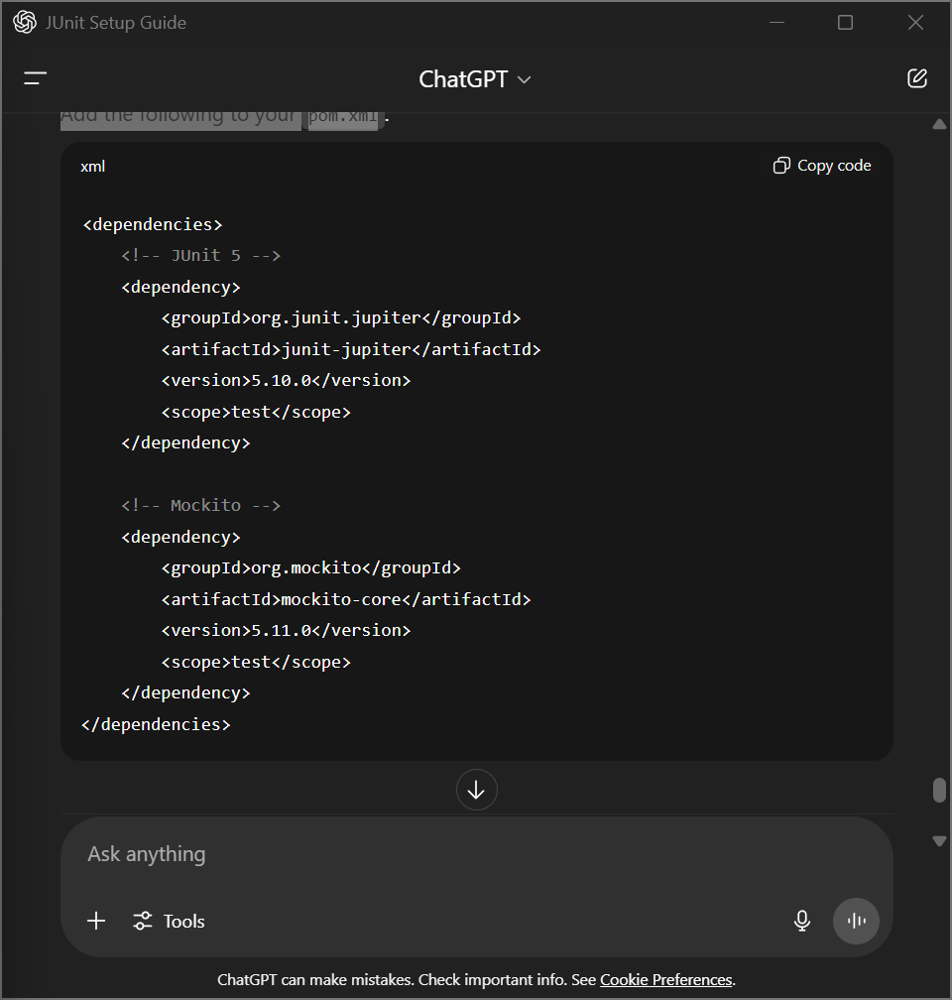 JUnit Setup Guide
ChatGPT
Add the following to your pom.xml.
xml
Copy code
<dependencies>
    <!-- JUnit 5 -->
    <dependency>
        <groupId>org.junit.jupiter</groupId>
        <artifactId>junit-jupiter</artifactId>
        <version>5.10.0</version>
        <scope>test</scope>
    </dependency>

    <!-- Mockito -->
    <dependency>
        <groupId>org.mockito</groupId>
        <artifactId>mockito-core</artifactId>
        <version>5.11.0</version>
        <scope>test</scope>
    </dependency>
</dependencies>
Ask anything
Tools
ChatGPT can make mistakes. Check important info. See Cookie Preferences.